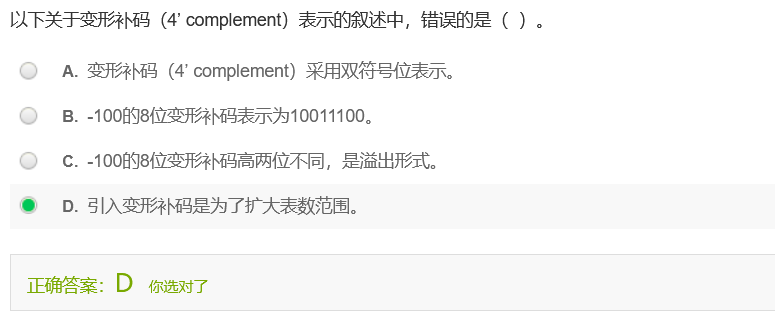 以下关于变形补码（4’ complement）表示的叙述中，错误的是（ ）。
A. 变形补码（4’ complement）采用双符号位表示。
B. -100的8位变形补码表示为10011100。
C. -100的8位变形补码高两位不同，是溢出形式。
D. 引入变形补码是为了扩大表数范围。
正确答案：D 你选对了